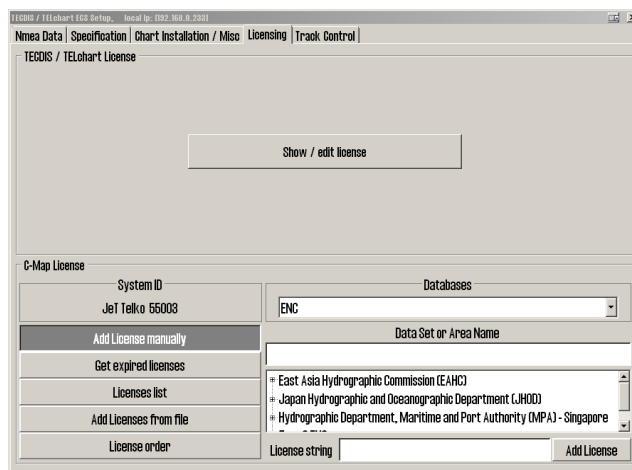 TECDIS / TELchart ECS Setup, local Ip: [192.168.0.233]
Nmea Data Specification Chart Installation / Misc Licensing Track Control
TECDIS / TELchart License
Show / edit license
C-Map License
System ID
JeT Telko 55003
Add License manually
Get expired licenses
Licenses list
Add Licenses from file
License order
Databases
ENC
Data Set or Area Name
East Asia Hydrographic Commission (EAHC)
Japan Hydrographic and Oceanographic Department (JHOD)
Hydrographic Department, Maritime and Port Authority (MPA) - Singapore
License string Add License